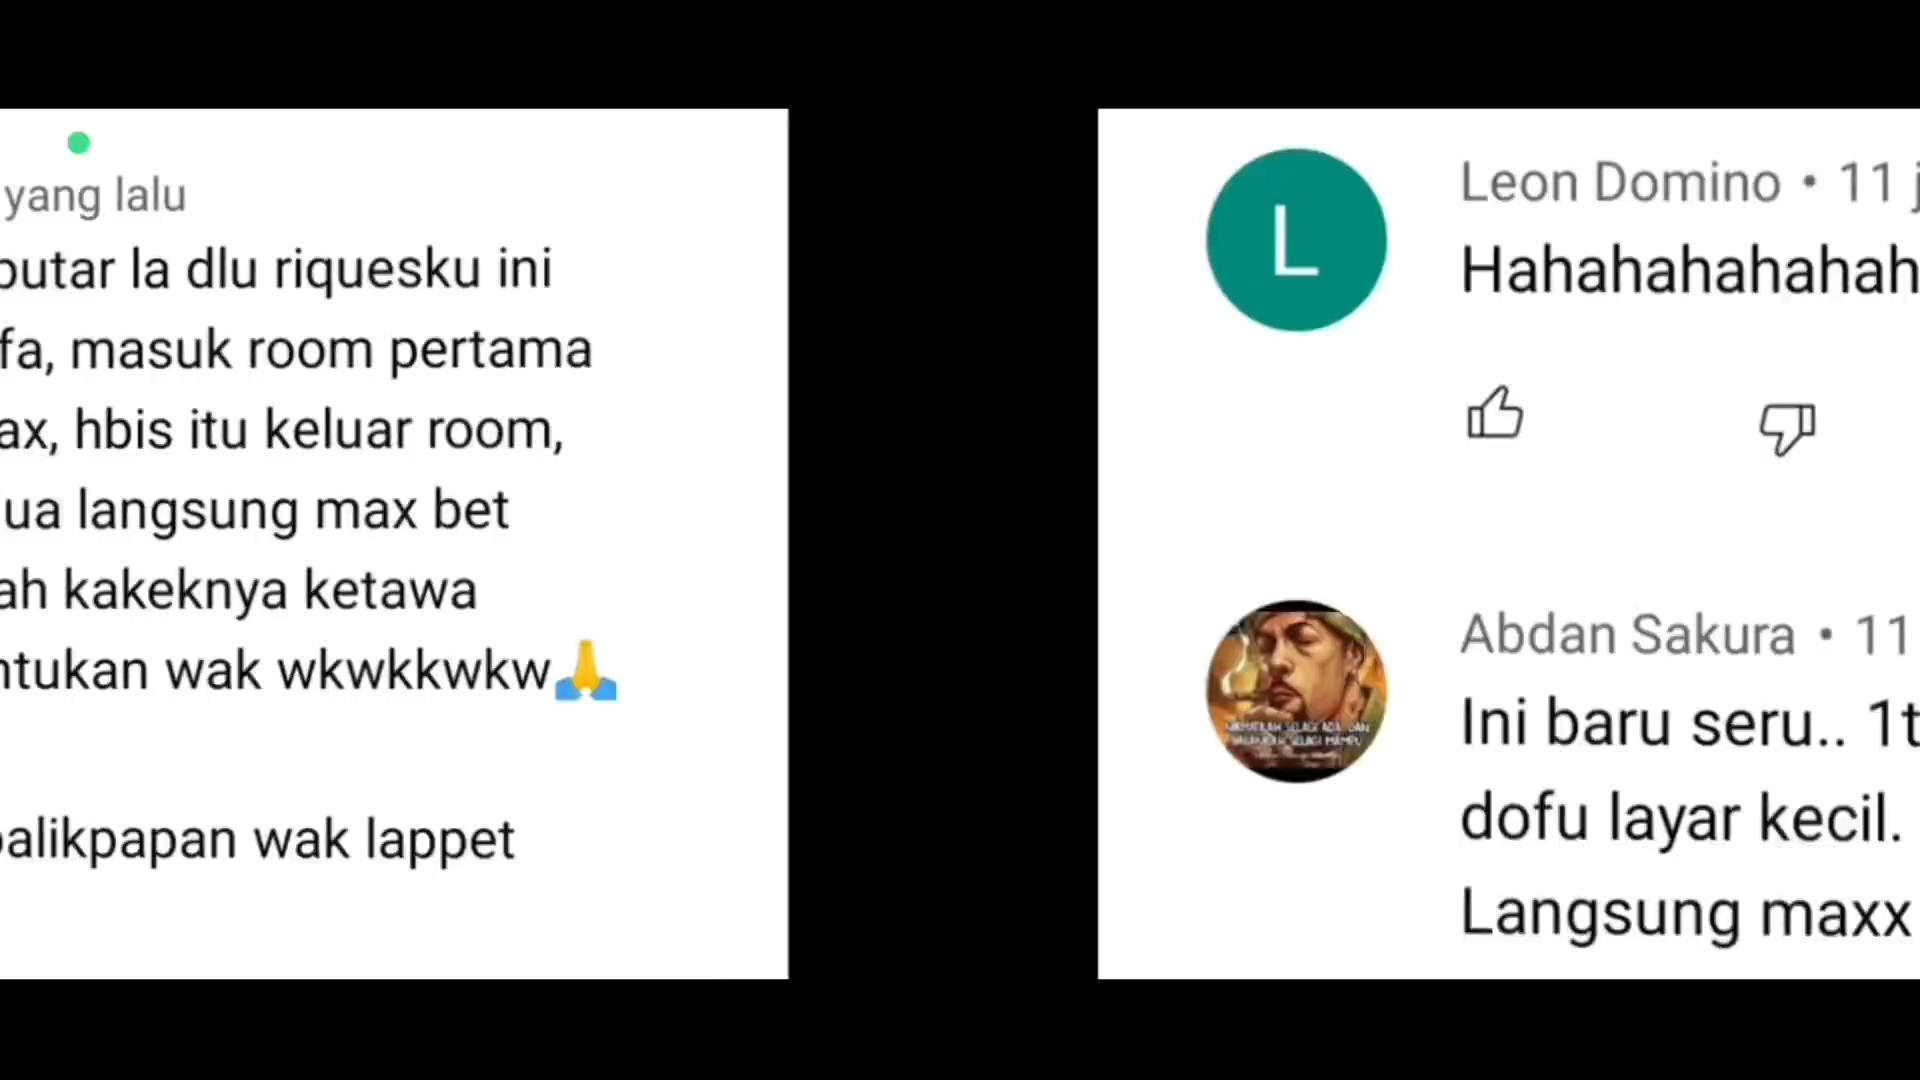 yang lalu
putar la dlu riquesku ini
fa, masuk room pertama
ax, hbis itu keluar room,
ua langsung max bet
ah kakeknya ketawa
ntukan wak wkwkkwkw🙏
balikpapan wak lappet
L
Leon Domino • 11 j
Hahahahahahah
Abdan Sakura • 11
Ini baru seru.. 1t
dofu layar kecil.
Langsung maxx